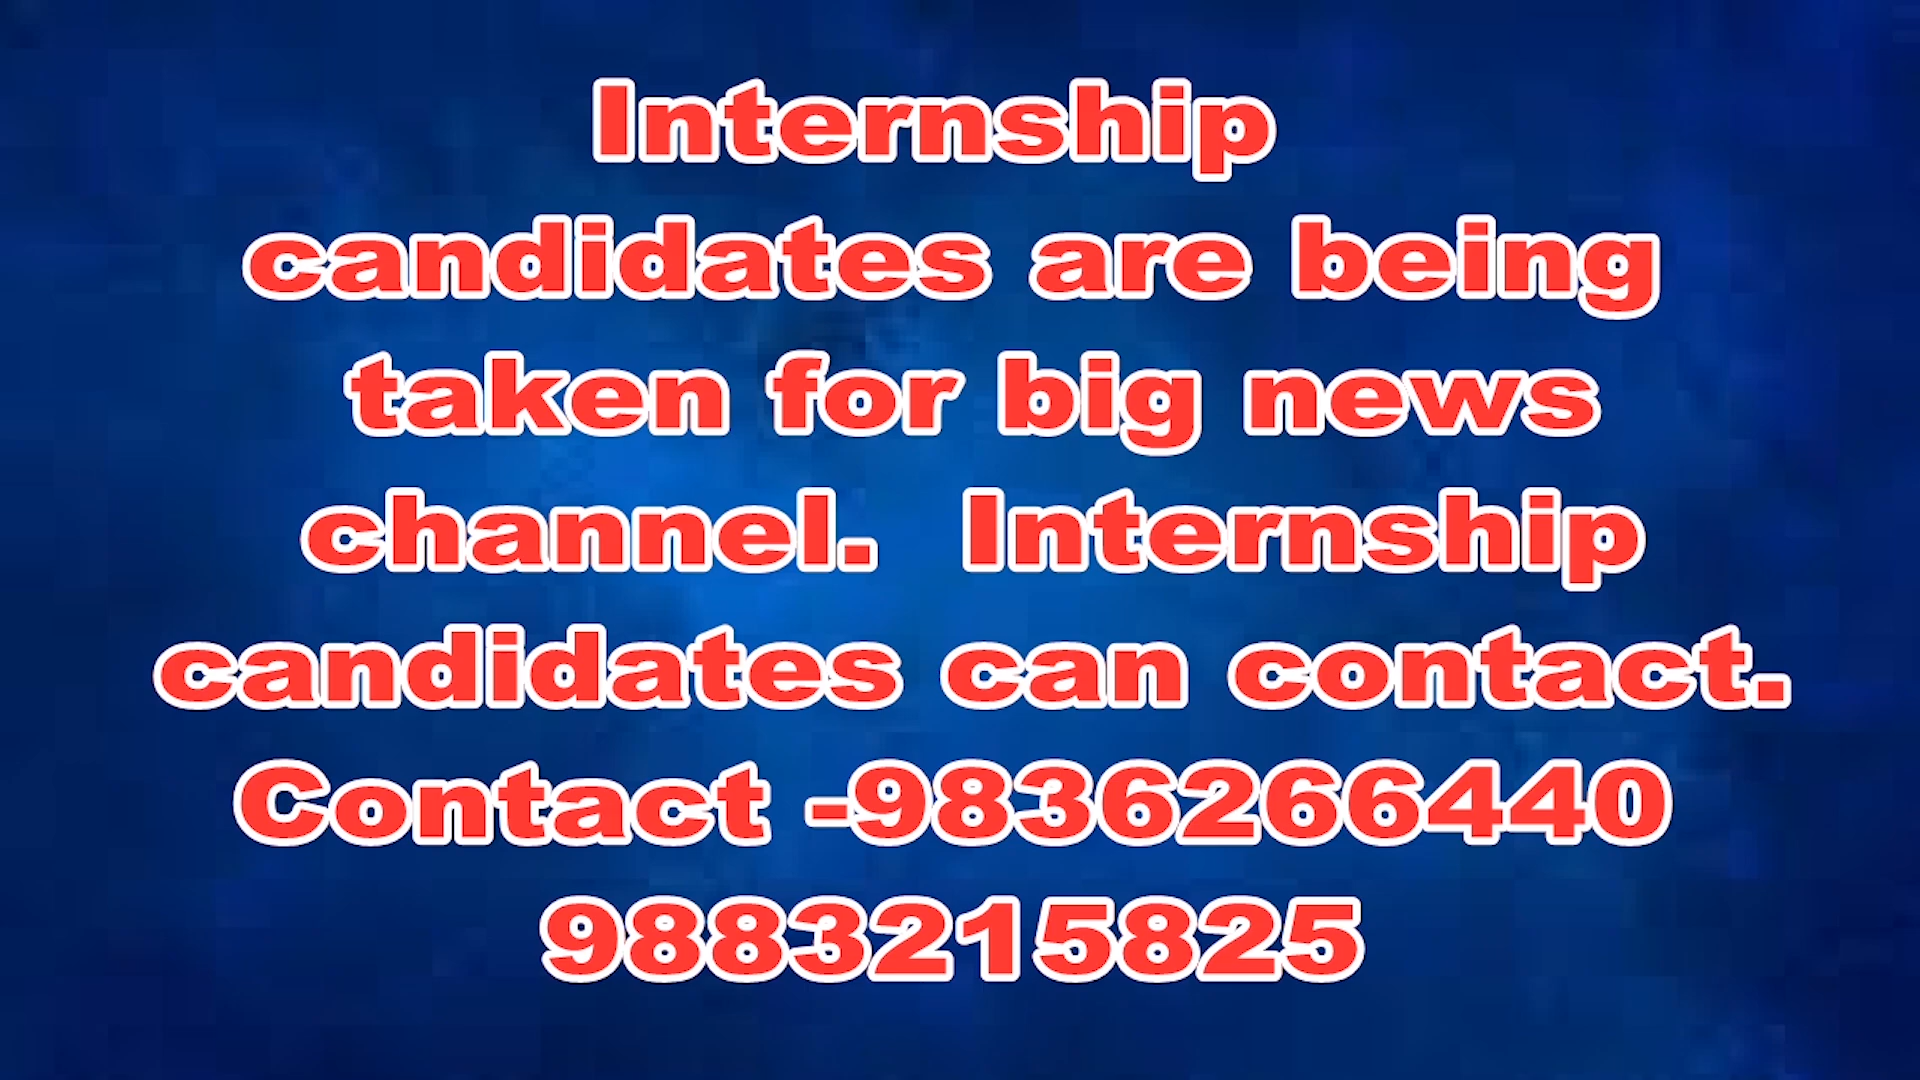 Internship
candidates are being
taken for big news
channel.  Internship
candidates can contact.
Contact -9836266440
9883215825